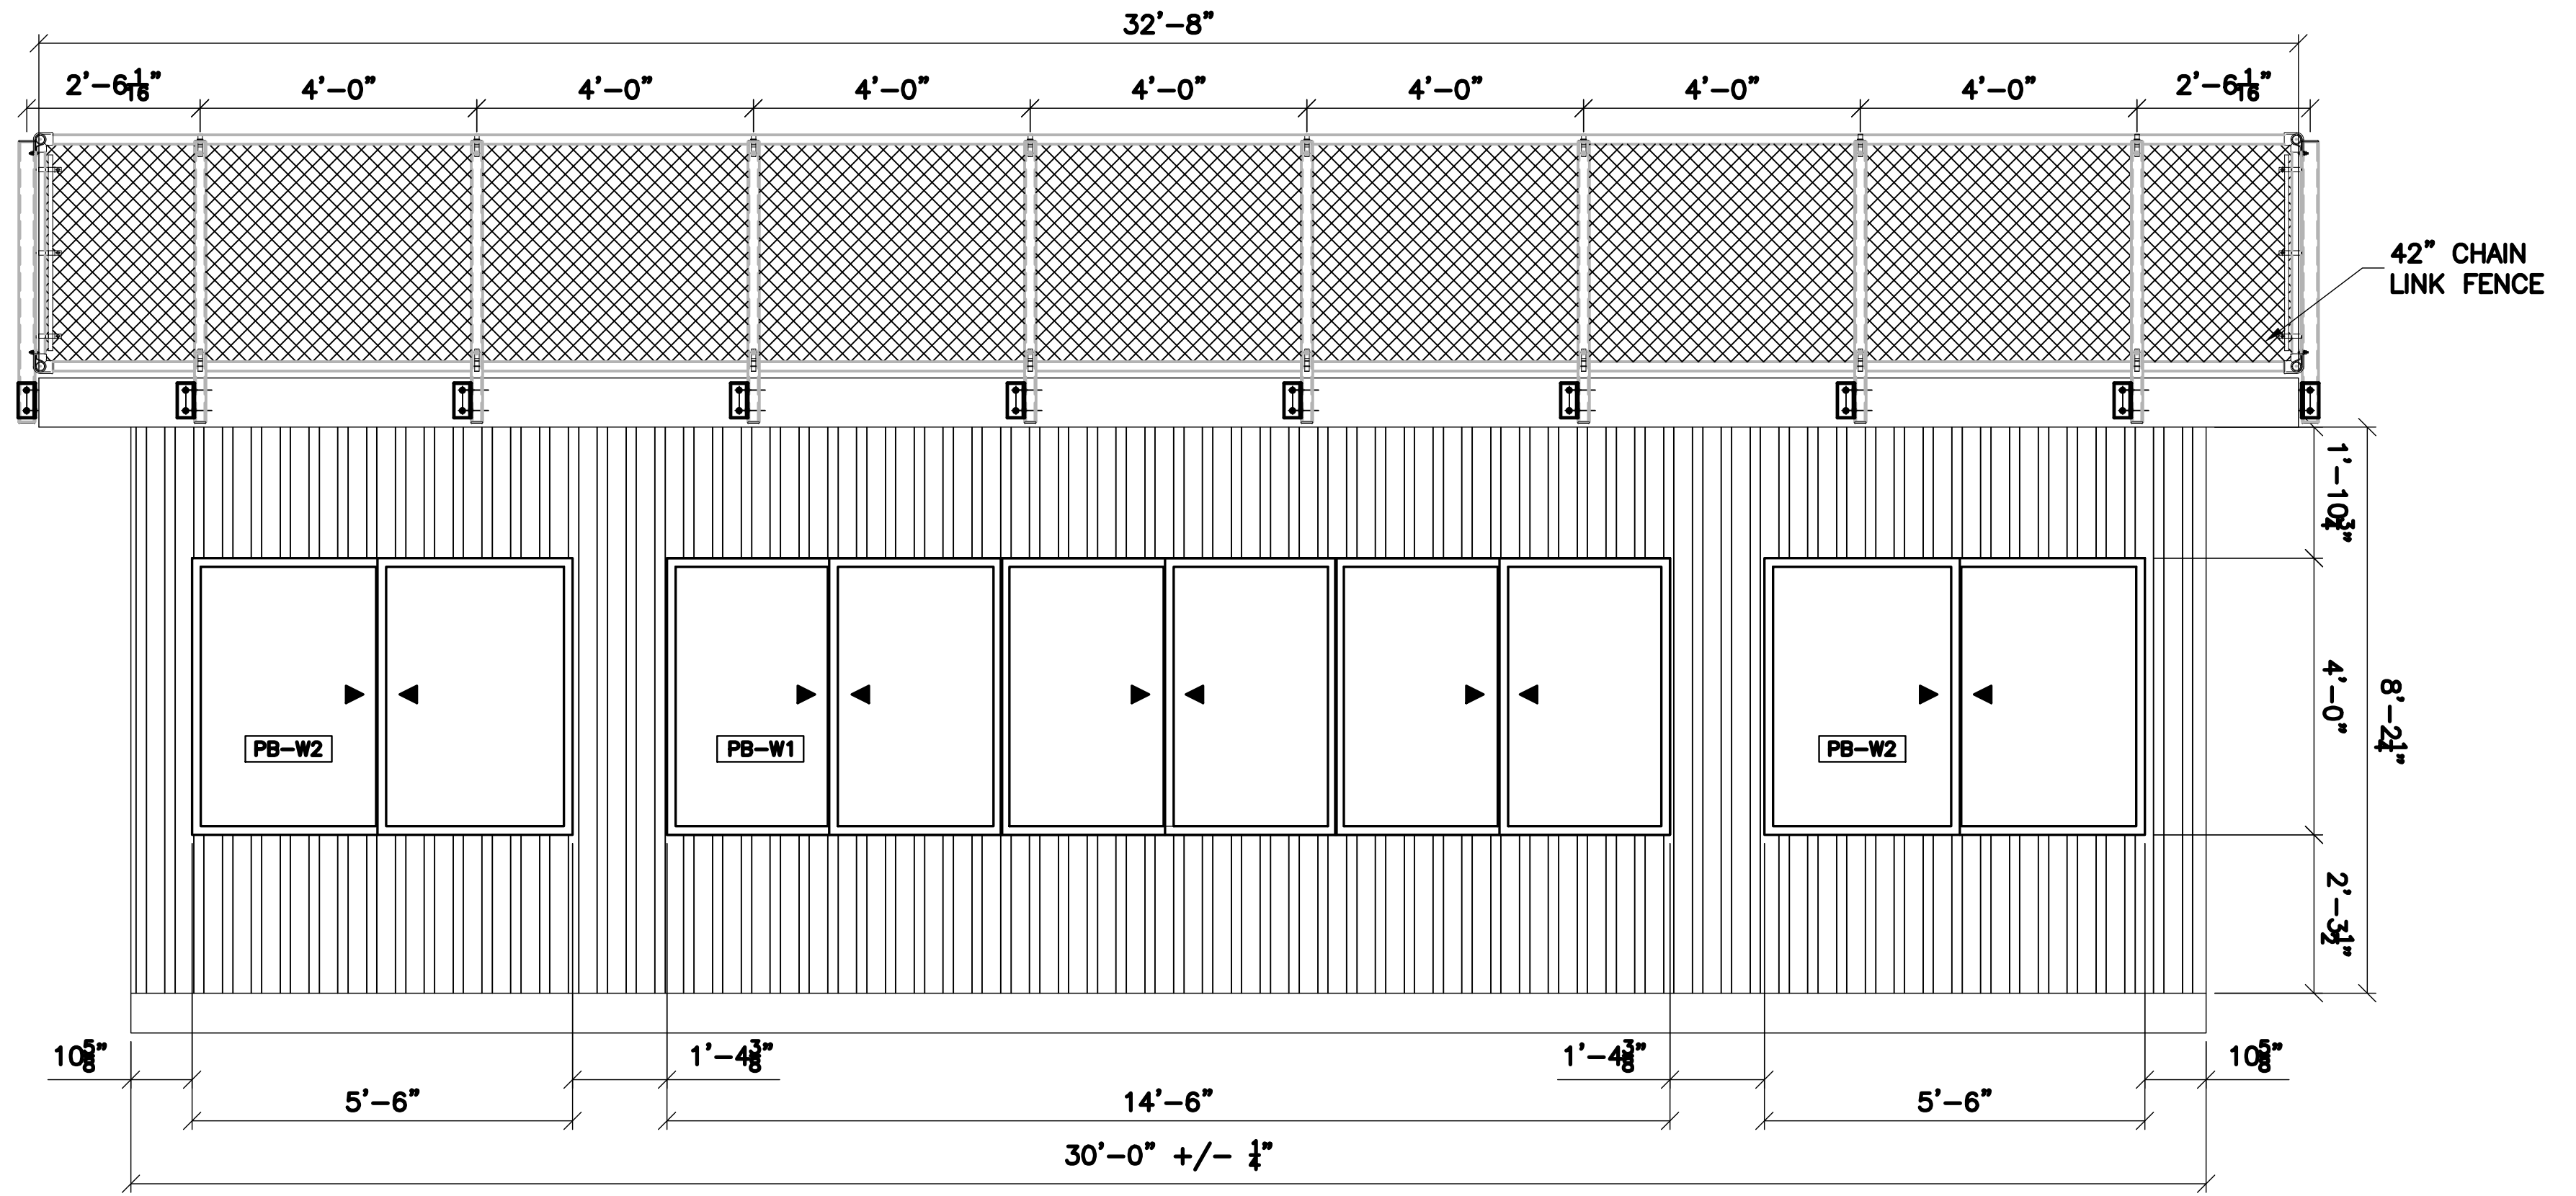 32'-8"
2'-6 1/16" 4'-0" 4'-0" 4'-0" 4'-0" 4'-0" 4'-0" 4'-0" 2'-6 1/16"
42" CHAIN
LINK FENCE
1'-10 3/4"
4'-0"
8'-2 1/4"
2'-3 1/2"
PB-W2 PB-W1 PB-W2
10 5/8" 1'-4 3/8" 1'-4 3/8" 10 5/8"
5'-6" 14'-6" 5'-6"
30'-0" +/- 1/4"